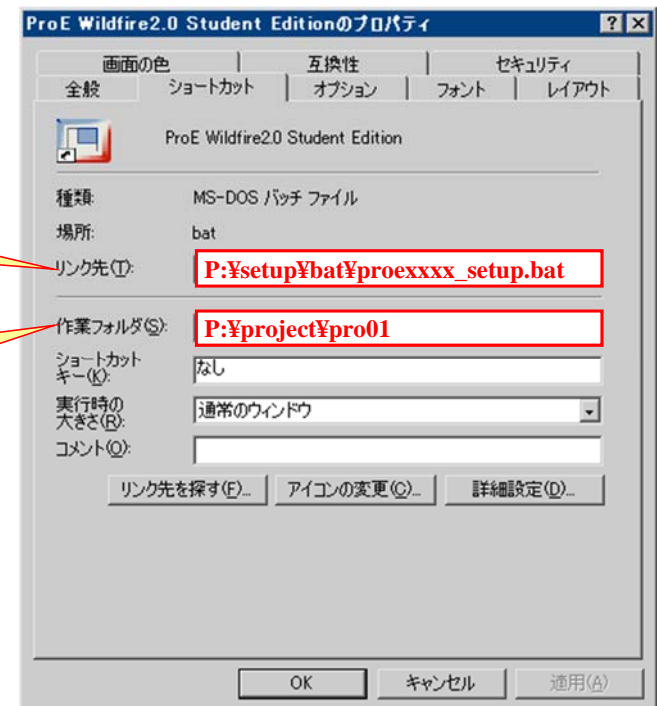 ProE Wildfire2.0 Student Editionのプロパティ
画面の色 互換性 セキュリティ
全般 ショートカット オプション フォント レイアウト
ProE Wildfire2.0 Student Edition
種類: MS-DOS バッチ ファイル
場所: bat
リンク先(T): P:¥setup¥bat¥proexxxx_setup.bat
作業フォルダ(S): P:¥project¥pro01
ショートカット
キー(K): なし
実行時の
大きさ(R): 通常のウィンドウ
コメント(O):
リンク先を探す(F)... アイコンの変更(C)... 詳細設定(D)...
OK キャンセル 適用(A)